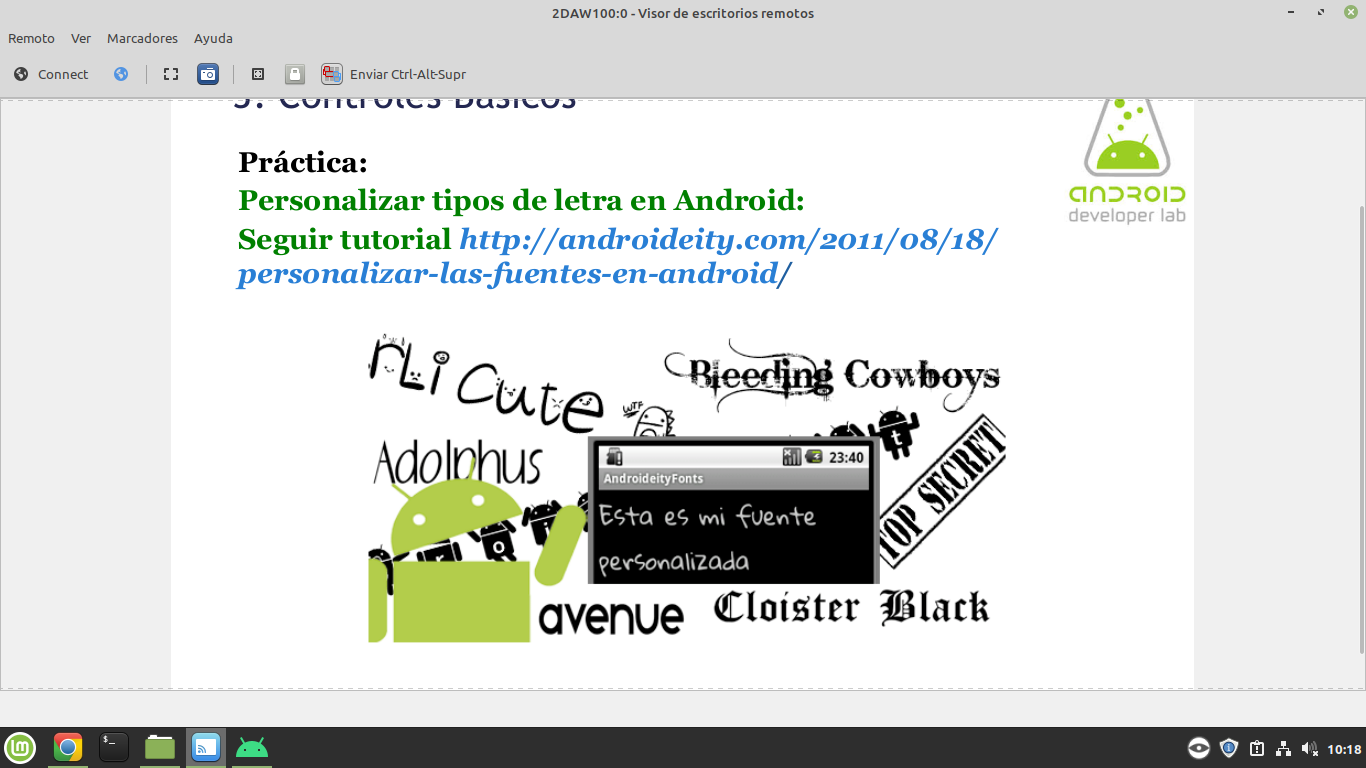 2DAW100:0 - Visor de escritorios remotos
Remoto Ver Marcadores Ayuda
Connect Enviar Ctrl-Alt-Supr
3. Controles Básicos
Práctica:
Personalizar tipos de letra en Android:
Seguir tutorial http://androideity.com/2011/08/18/
personalizar-las-fuentes-en-android/
ANDROID
developer lab
Cute
Bleeding Cowboys
WTF
t
Adolphus
TOP SECRET
23:40
AndroideityFonts
Esta es mi fuente
personalizada
r o i
avenue
Cloister Black
10:18